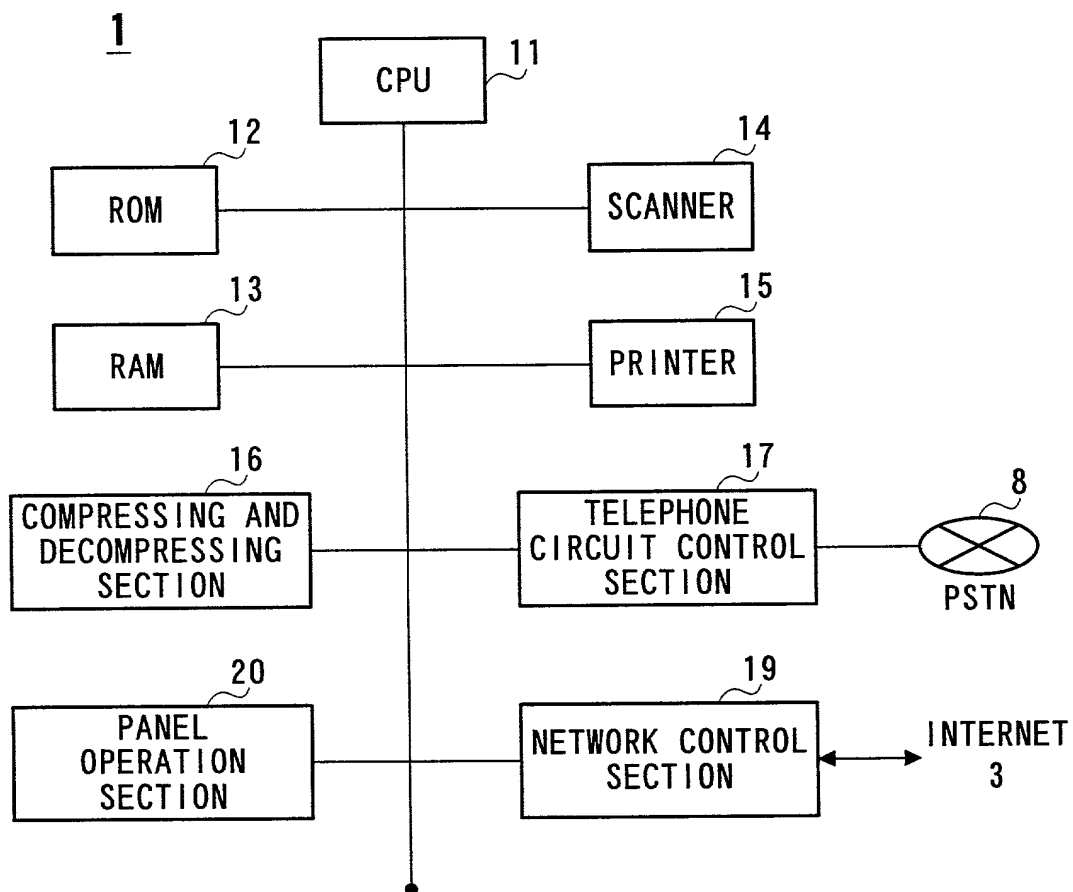 1
11
CPU
12
ROM
14
SCANNER
13
RAM
15
PRINTER
16
COMPRESSING AND
DECOMPRESSING
SECTION
17
TELEPHONE
CIRCUIT CONTROL
SECTION
8
PSTN
20
PANEL
OPERATION
SECTION
19
NETWORK CONTROL
SECTION
INTERNET
3